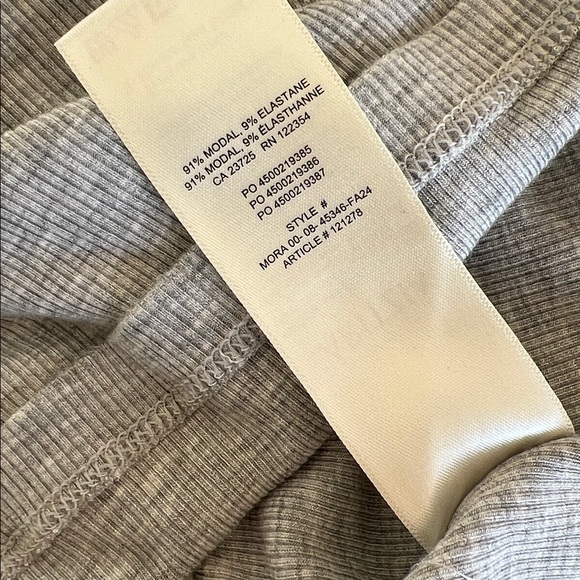 91% MODAL, 9% ELASTANE
91% MODAL, 9% ÉLASTHANNE
CA 23725 RN 122354
PO 4500219385
PO 4500219386
PO 4500219387
STYLE #
MORA 00- 08- 45346-FA24
ARTICLE # 121278